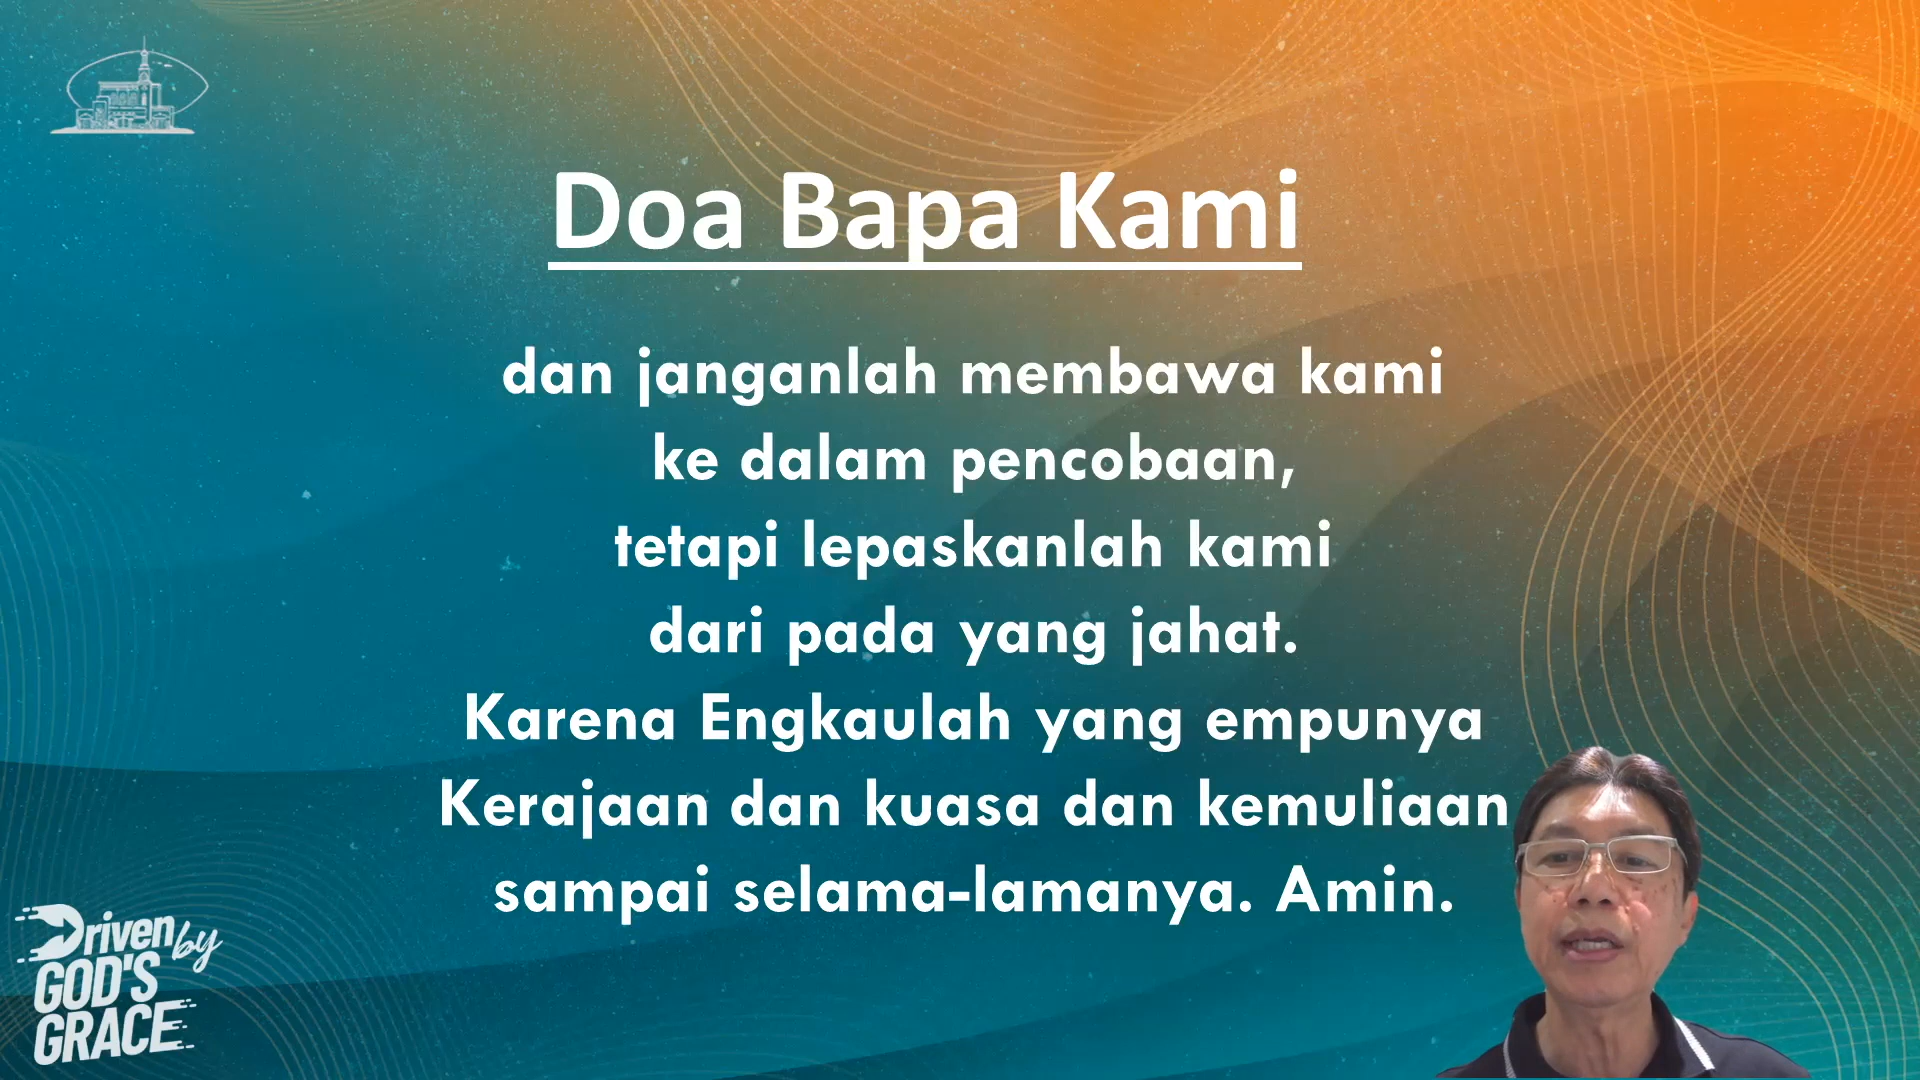 Doa Bapa Kami
dan janganlah membawa kami
ke dalam pencobaan,
tetapi lepaskanlah kami
dari pada yang jahat.
Karena Engkaulah yang empunya
Kerajaan dan kuasa dan kemuliaan
sampai selama-lamanya. Amin.
Driven by
GOD'S
GRACE